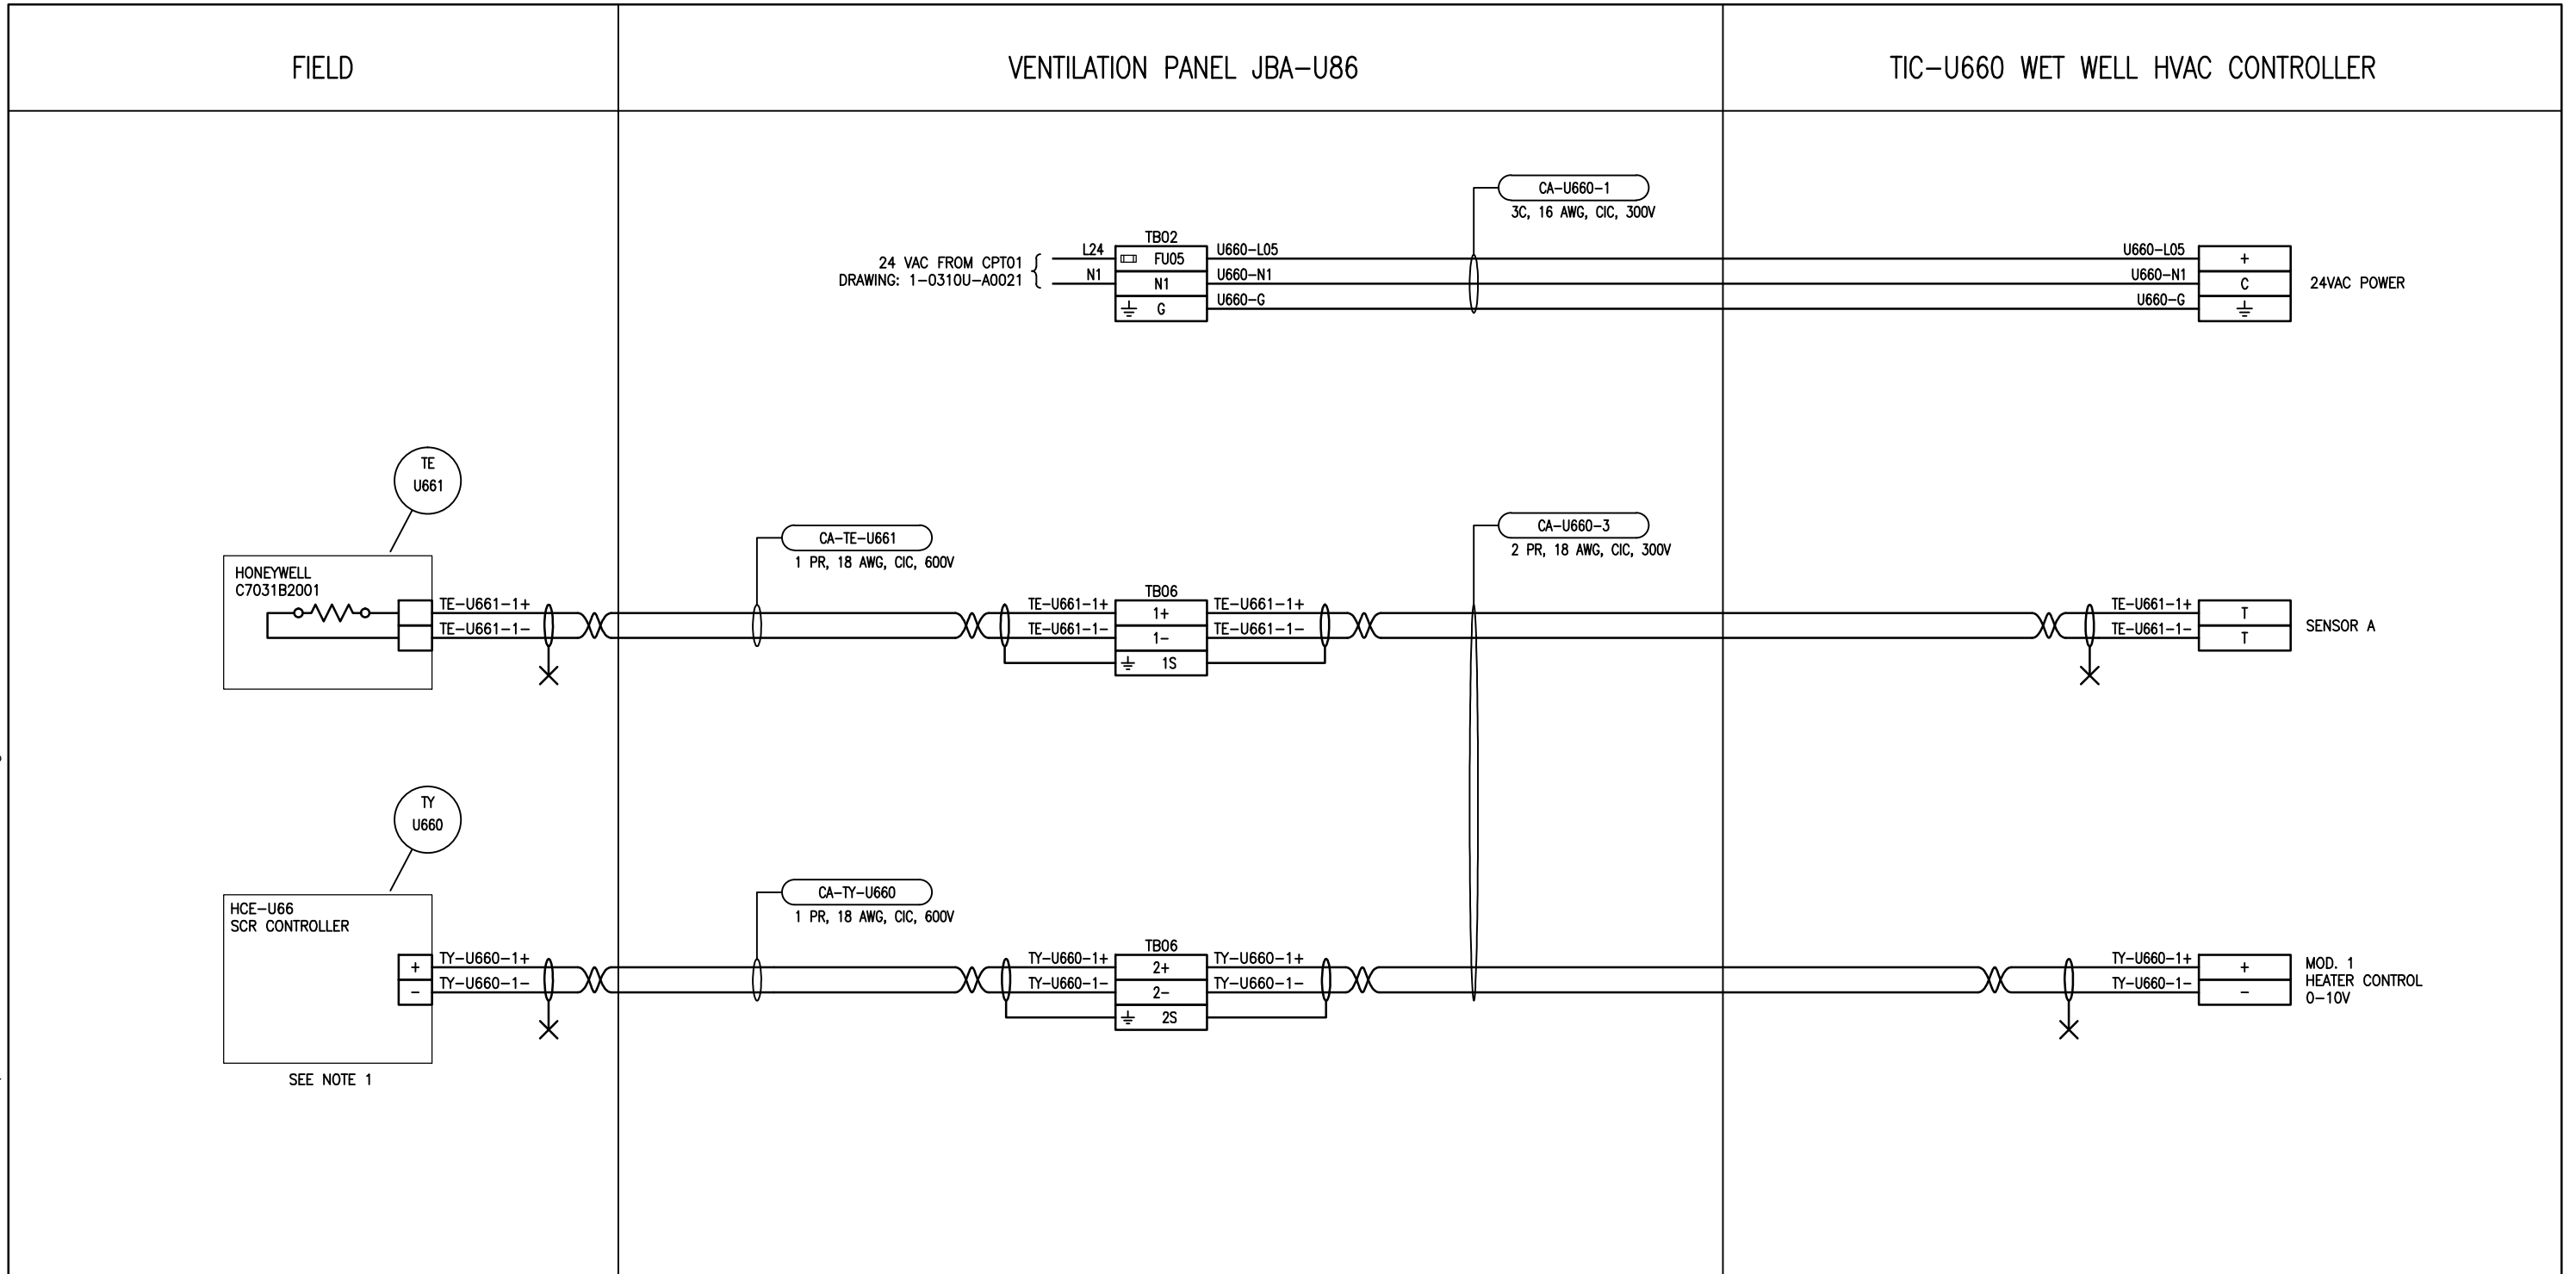 FIELD
VENTILATION PANEL JBA-U86
TIC-U660 WET WELL HVAC CONTROLLER
CA-U660-1
3C, 16 AWG, CIC, 300V
24 VAC FROM CPT01
DRAWING: 1-0310U-A0021
L24
N1
TB02
FU05
N1
G
U660-L05
U660-N1
U660-G
U660-L05
U660-N1
U660-G
+
C
24VAC POWER
TE
U661
HONEYWELL
C7031B2001
TE-U661-1+
TE-U661-1-
CA-TE-U661
1 PR, 18 AWG, CIC, 600V
TE-U661-1+
TE-U661-1-
TB06
1+
1-
1S
TE-U661-1+
TE-U661-1-
CA-U660-3
2 PR, 18 AWG, CIC, 300V
TE-U661-1+
TE-U661-1-
T
T
SENSOR A
TY
U660
HCE-U66
SCR CONTROLLER
+
-
TY-U660-1+
TY-U660-1-
SEE NOTE 1
CA-TY-U660
1 PR, 18 AWG, CIC, 600V
TY-U660-1+
TY-U660-1-
TB06
2+
2-
2S
TY-U660-1+
TY-U660-1-
TY-U660-1+
TY-U660-1-
+
-
MOD. 1
HEATER CONTROL
0-10V